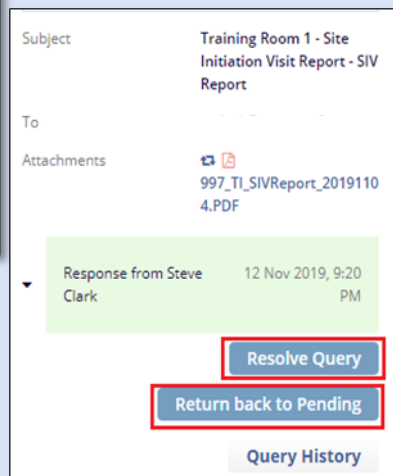 Subject Training Room 1 - Site
Initiation Visit Report - SIV
Report
To
Attachments
997_TI_SIVReport_2019110
4.PDF
Response from Steve 12 Nov 2019, 9:20
Clark PM
Resolve Query
Return back to Pending
Query History